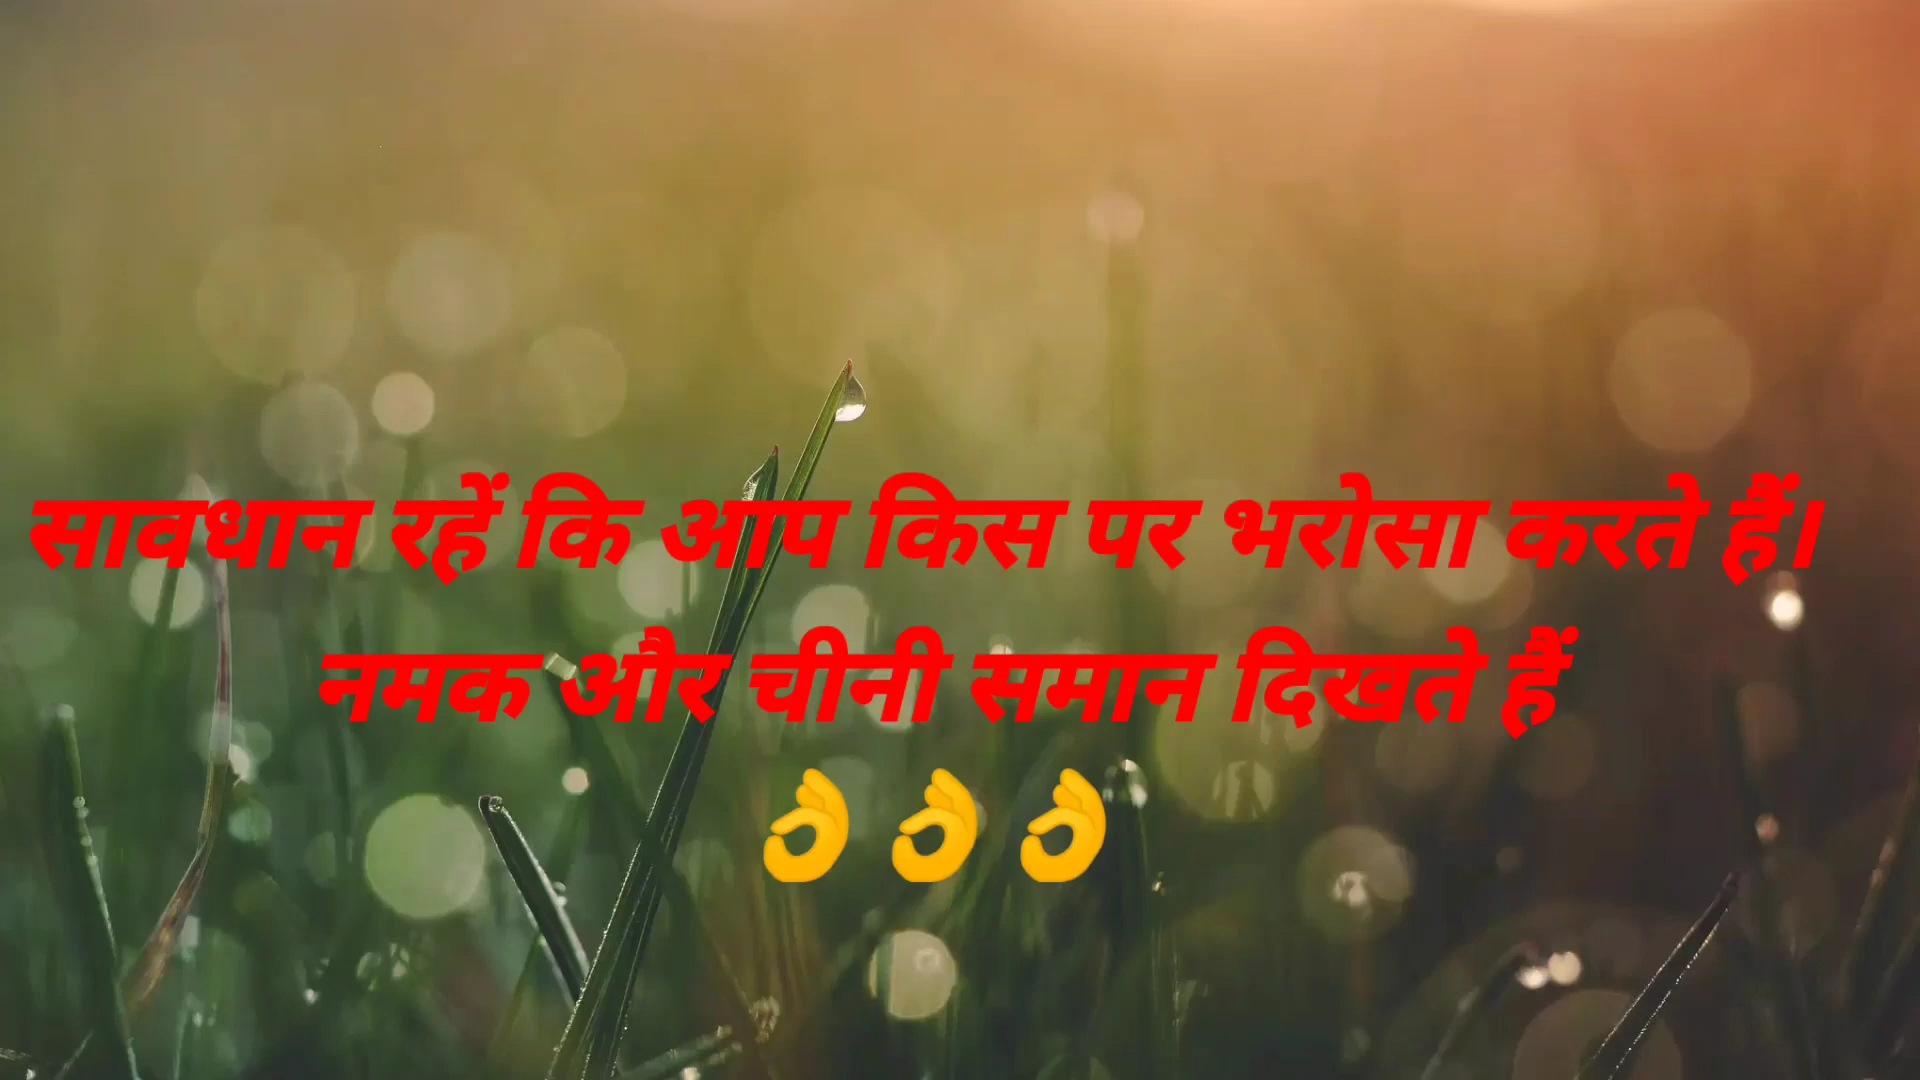 सावधान रहें कि आप किस पर भरोसा करते हैं।
नमक और चीनी समान दिखते हैं
👌👌👌